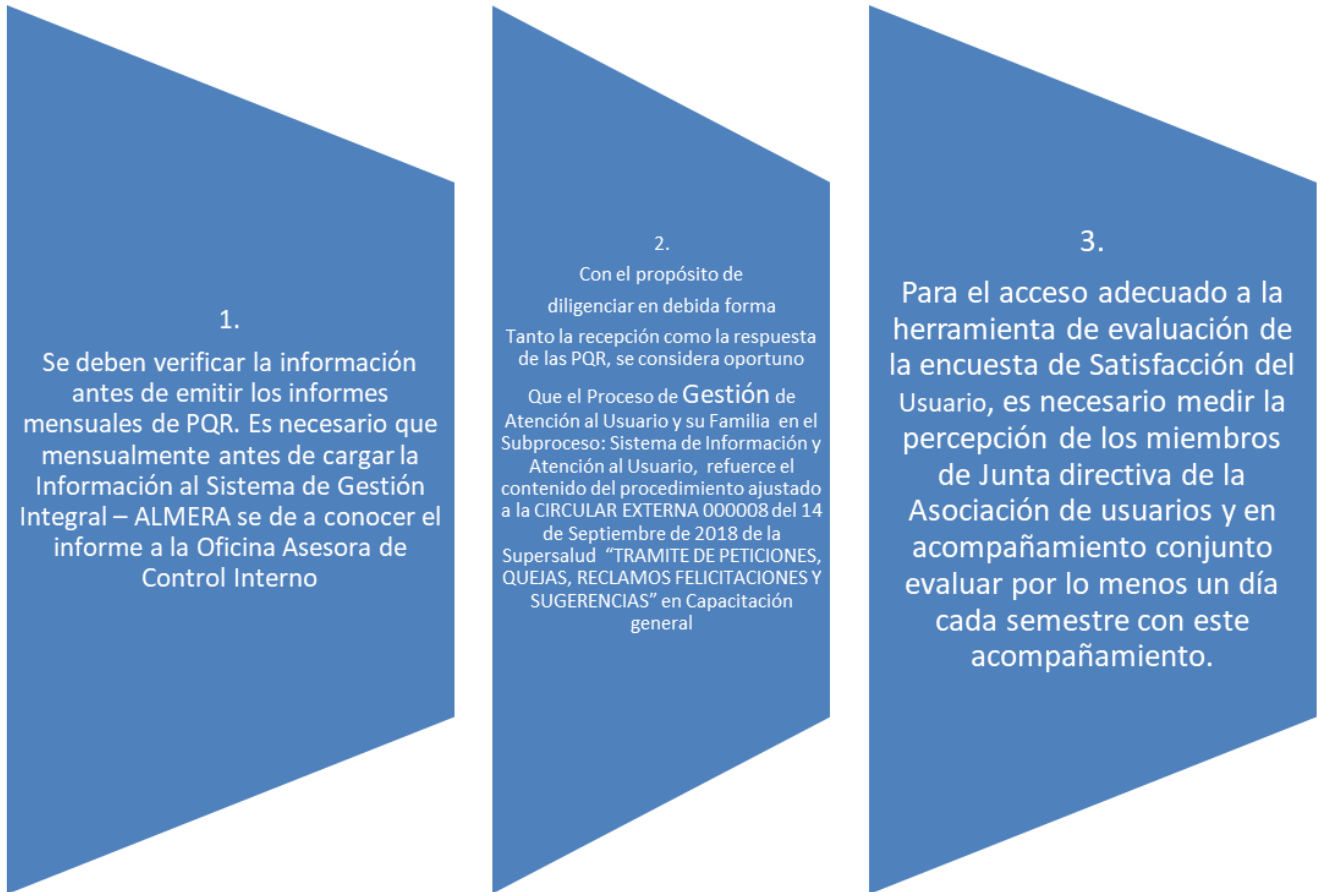 1.
Se deben verificar la información
antes de emitir los informes
mensuales de PQR. Es necesario que
mensualmente antes de cargar la
Información al Sistema de Gestión
Integral – ALMERA se de a conocer el
informe a la Oficina Asesora de
Control Interno
2.
Con el propósito de
diligenciar en debida forma
Tanto la recepción como la respuesta
de las PQR, se considera oportuno
Que el Proceso de Gestión de
Atención al Usuario y su Familia en el
Subproceso: Sistema de Información y
Atención al Usuario, refuerce el
contenido del procedimiento ajustado
a la CIRCULAR EXTERNA 000008 del 14
de Septiembre de 2018 de la
Supersalud “TRAMITE DE PETICIONES,
QUEJAS, RECLAMOS FELICITACIONES Y
SUGERENCIAS” en Capacitación
general
3.
Para el acceso adecuado a la
herramienta de evaluación de
la encuesta de Satisfacción del
Usuario, es necesario medir la
percepción de los miembros
de Junta directiva de la
Asociación de usuarios y en
acompañamiento conjunto
evaluar por lo menos un día
cada semestre con este
acompañamiento.